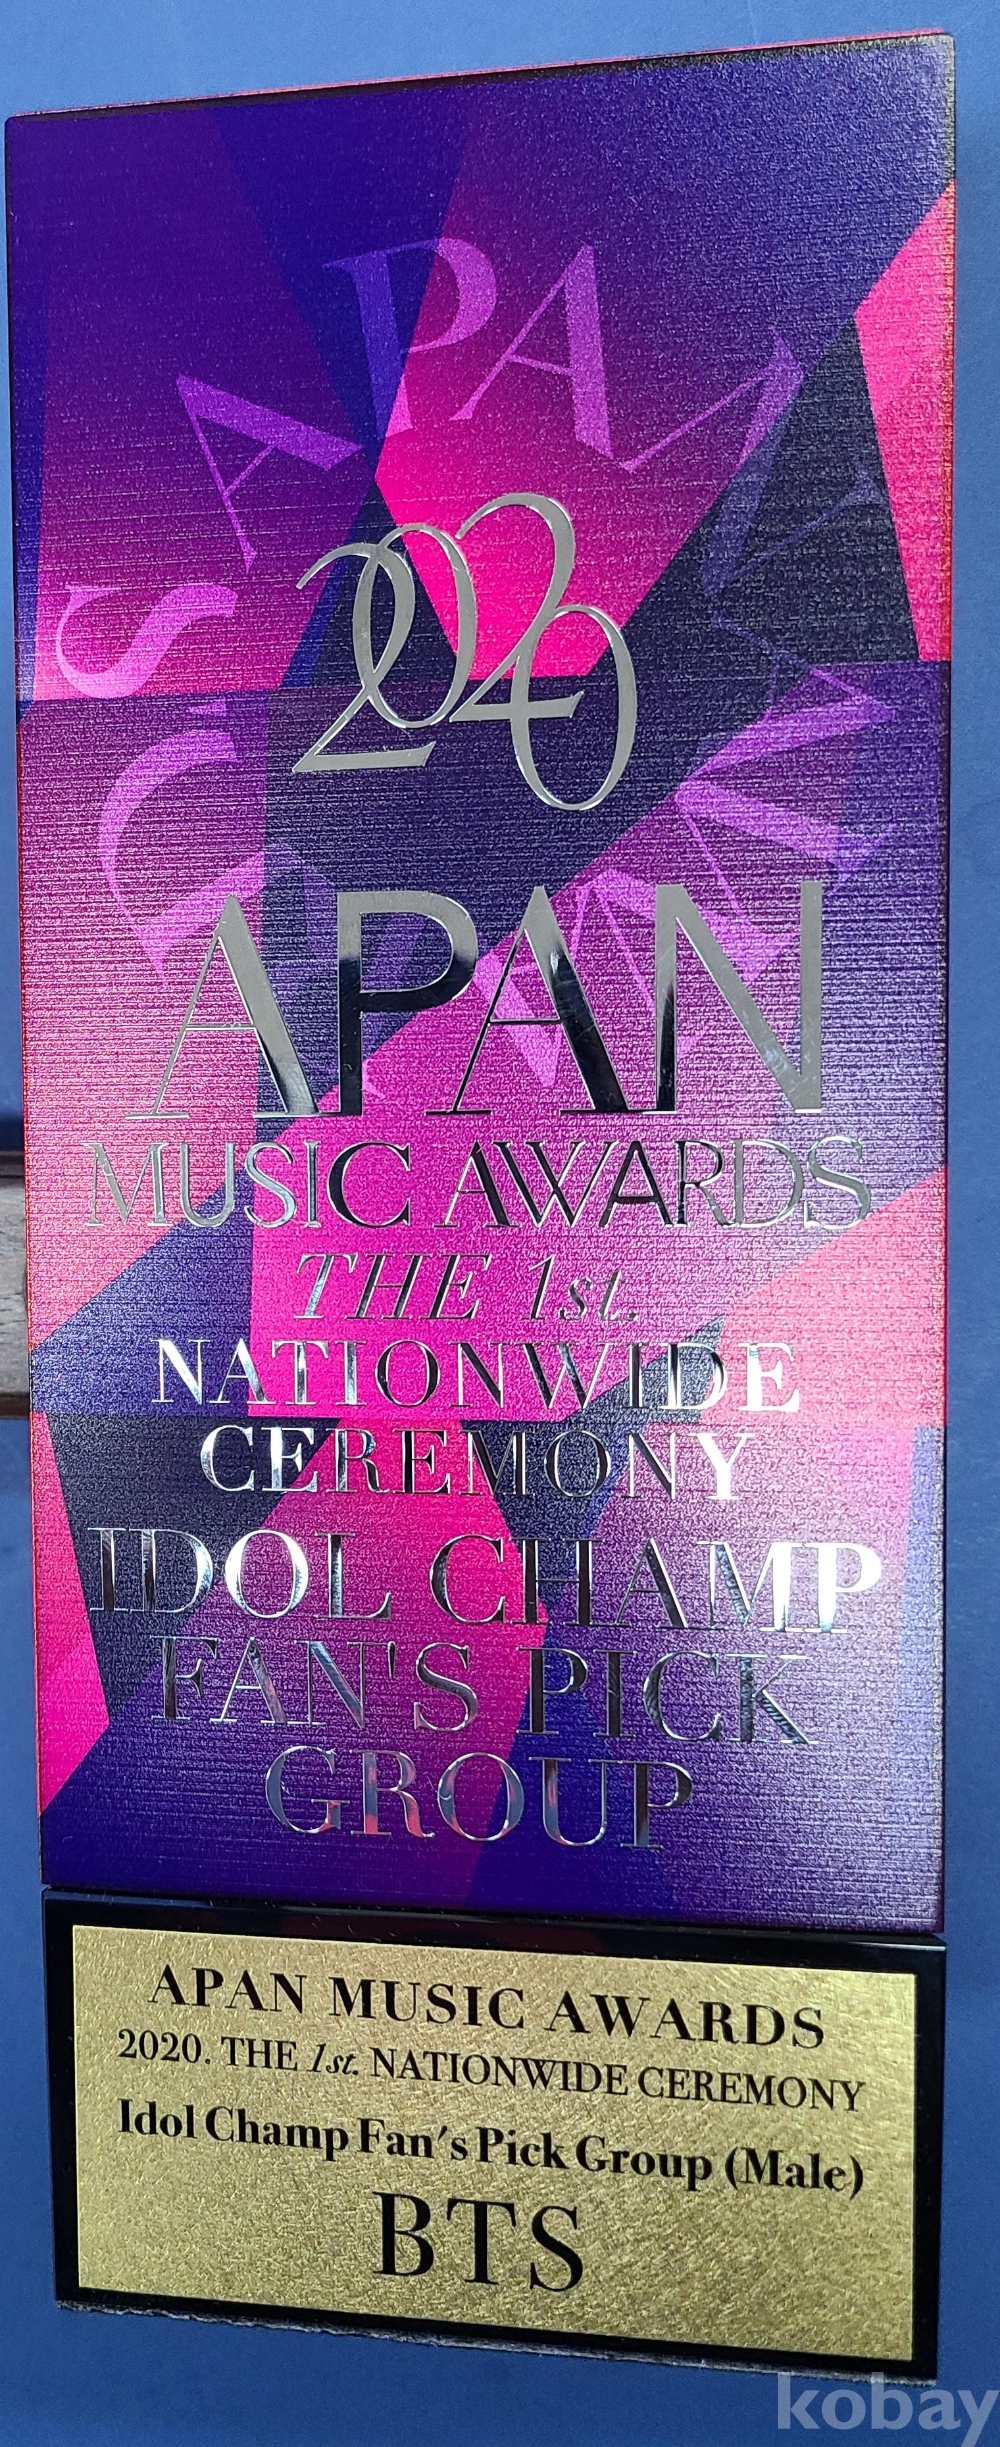 APAN
2020
APAN
MUSIC AWARDS
THE 1st.
NATIONWIDE
CEREMONY
IDOL CHAMP
FAN'S PICK
GROUP
APAN MUSIC AWARDS
2020. THE 1st. NATIONWIDE CEREMONY
Idol Champ Fan's Pick Group (Male)
BTS
kobay